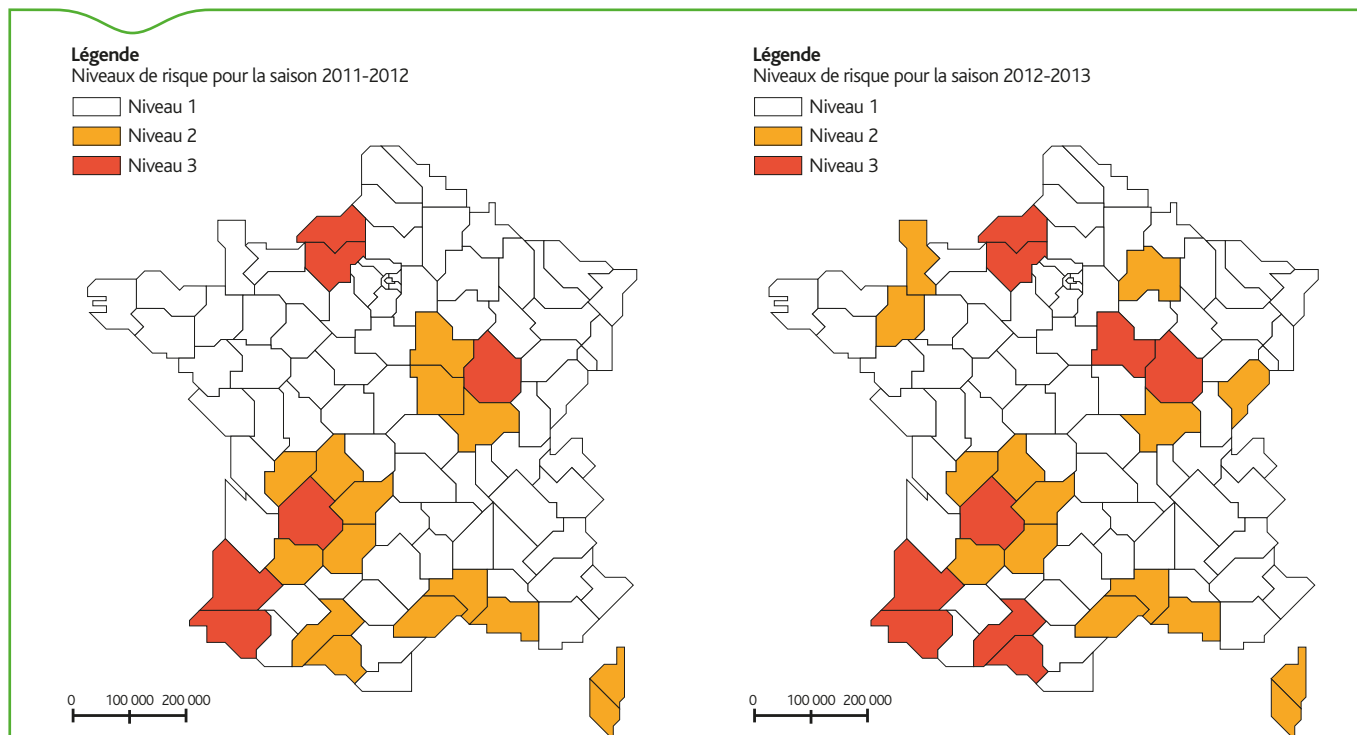 Légende
Niveaux de risque pour la saison 2011-2012
Niveau 1
Niveau 2
Niveau 3
0 100 000 200 000
Légende
Niveaux de risque pour la saison 2012-2013
Niveau 1
Niveau 2
Niveau 3
0 100 000 200 000